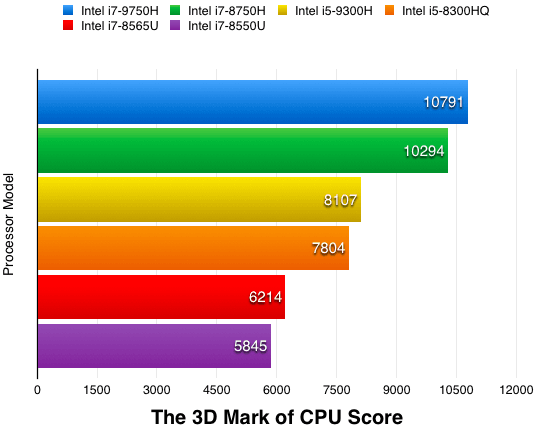 Intel i7-9750H Intel i7-8750H Intel i5-9300H Intel i5-8300HQ
Intel i7-8565U Intel i7-8550U
Processor Model
10791
10294
8107
7804
6214
5845
0 1500 3000 4500 6000 7500 9000 10500 12000
The 3D Mark of CPU Score